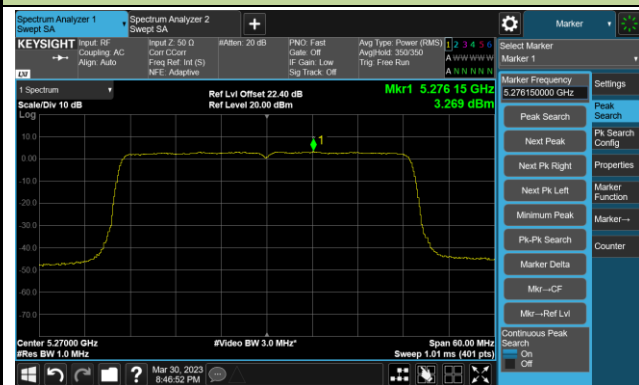 Spectrum Analyzer 1
Swept SA
Spectrum Analyzer 2
Swept SA
+
Marker
KEYSIGHT
Input: RF
Coupling: AC
Align: Auto
Input Z: 50 Ω
Corr CCorr
Freq Ref: Int (S)
NFE: Adaptive
#Atten: 20 dB
PNO: Fast
Gate: Off
IF Gain: Low
Sig Track: Off
Avg Type: Power (RMS)
Avg|Hold: 350/350
Trig: Free Run
1 2 3 4 5 6
A W W W W W
A N N N N N
LXI
Select Marker
Marker 1
1 Spectrum
Scale/Div 10 dB
Log
Ref Lvl Offset 22.40 dB
Ref Level 20.00 dBm
Mkr1 5.276 15 GHz
3.269 dBm
10.0
0.00
-10.0
-20.0
-30.0
-40.0
-50.0
-60.0
-70.0
1
Center 5.27000 GHz
#Res BW 1.0 MHz
#Video BW 3.0 MHz*
Span 60.00 MHz
Sweep 1.01 ms (401 pts)
Marker Frequency
5.276150000 GHz
Peak Search
Next Peak
Next Pk Right
Next Pk Left
Minimum Peak
Pk-Pk Search
Marker Delta
Mkr→CF
Mkr→Ref Lvl
Continuous Peak
Search
On
Off
Settings
Peak
Search
Pk Search
Config
Properties
Marker
Function
Marker→
Counter
?
Mar 30, 2023
8:46:52 PM